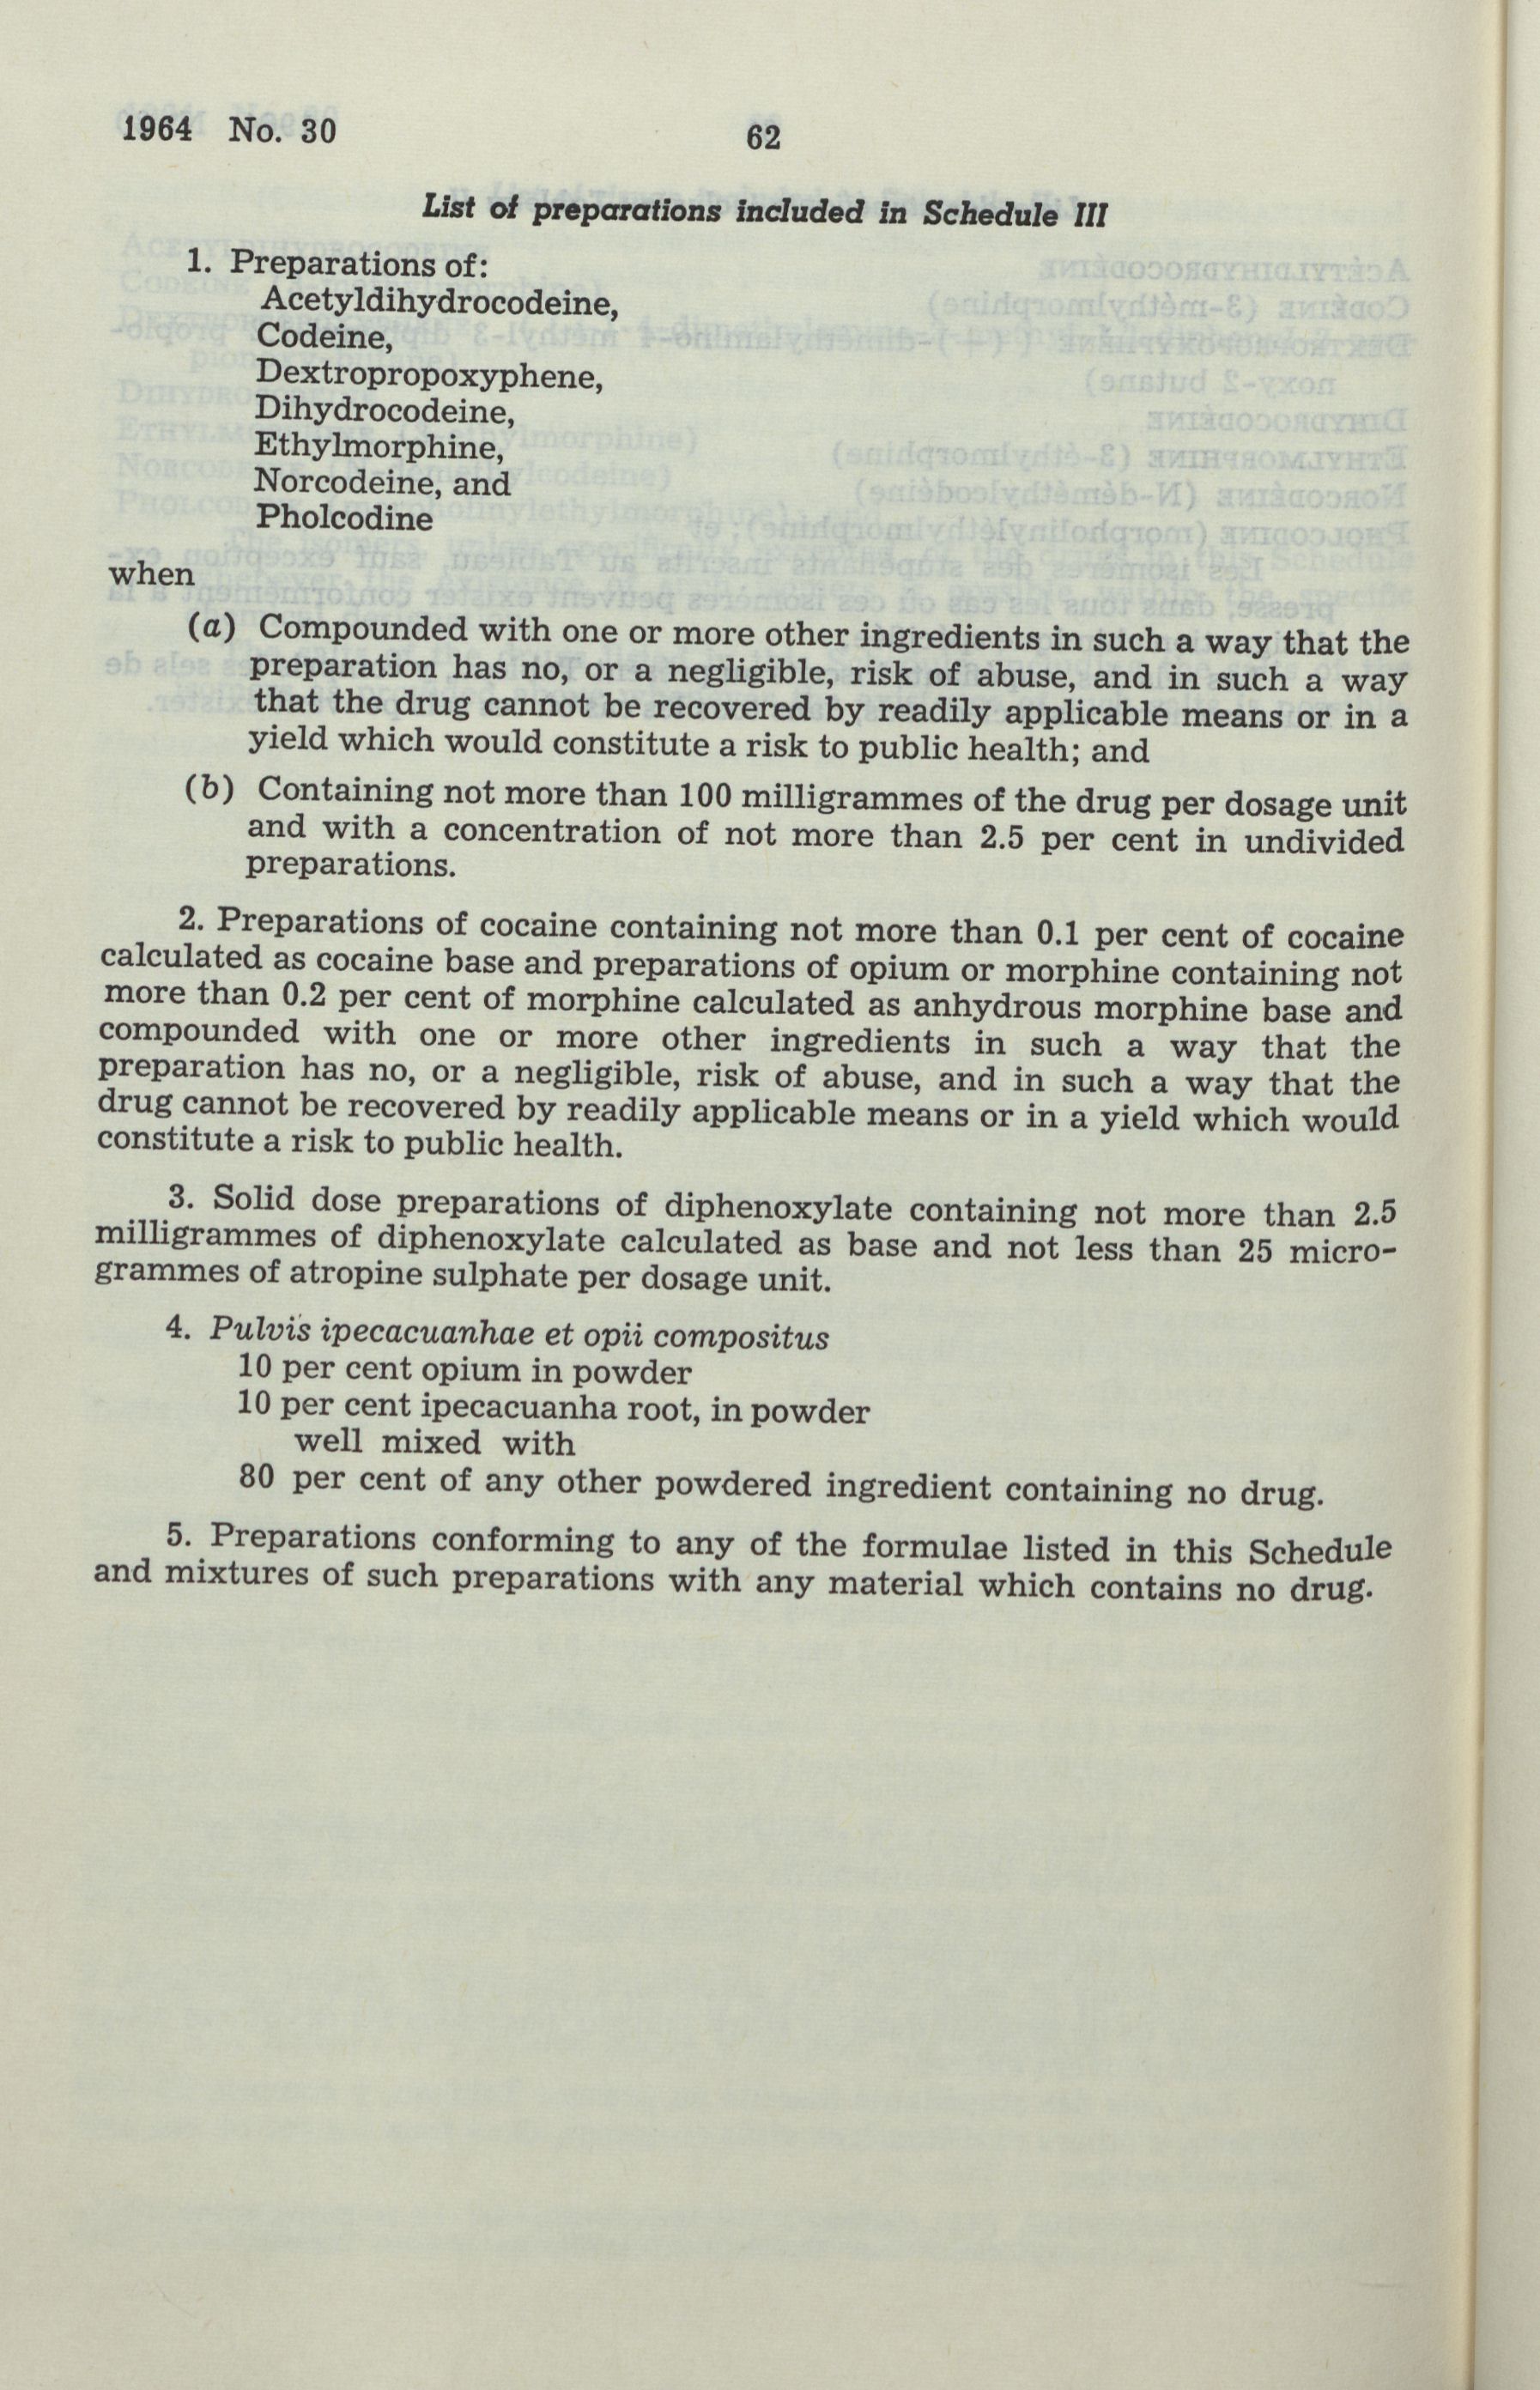 1964 No. 30
62
List of preparations included in Schedule III
1. Preparations of:
Acetyldihydrocodeine,
Codeine,
Dextropropoxyphene,
Dihydrocodeine,
Ethylmorphine,
Norcodeine, and
Pholcodine
when
(a) Compounded with one or more other ingredients in such a way that the
preparation has no, or a negligible, risk of abuse, and in such a way
that the drug cannot be recovered by readily applicable means or in a
yield which would constitute a risk to public health; and
(b) Containing not more than 100 milligrammes of the drug per dosage unit
and with a concentration of not more than 2.5 per cent in undivided
preparations.
2. Preparations of cocaine containing not more than 0.1 per cent of cocaine
calculated as cocaine base and preparations of opium or morphine containing not
more than 0.2 per cent of morphine calculated as anhydrous morphine base and
compounded with one or more other ingredients in such a way that the
preparation has no, or a negligible, risk of abuse, and in such a way that the
drug cannot be recovered by readily applicable means or in a yield which would
constitute a risk to public health.
3. Solid dose preparations of diphenoxylate containing not more than 2.5
milligrammes of diphenoxylate calculated as base and not less than 25 micro-
grammes of atropine sulphate per dosage unit.
4. Pulvis ipecacuanhae et opii compositus
10 per cent opium in powder
10 per cent ipecacuanha root, in powder
well mixed with
80 per cent of any other powdered ingredient containing no drug.
5. Preparations conforming to any of the formulae listed in this Schedule
and mixtures of such preparations with any material which contains no drug.